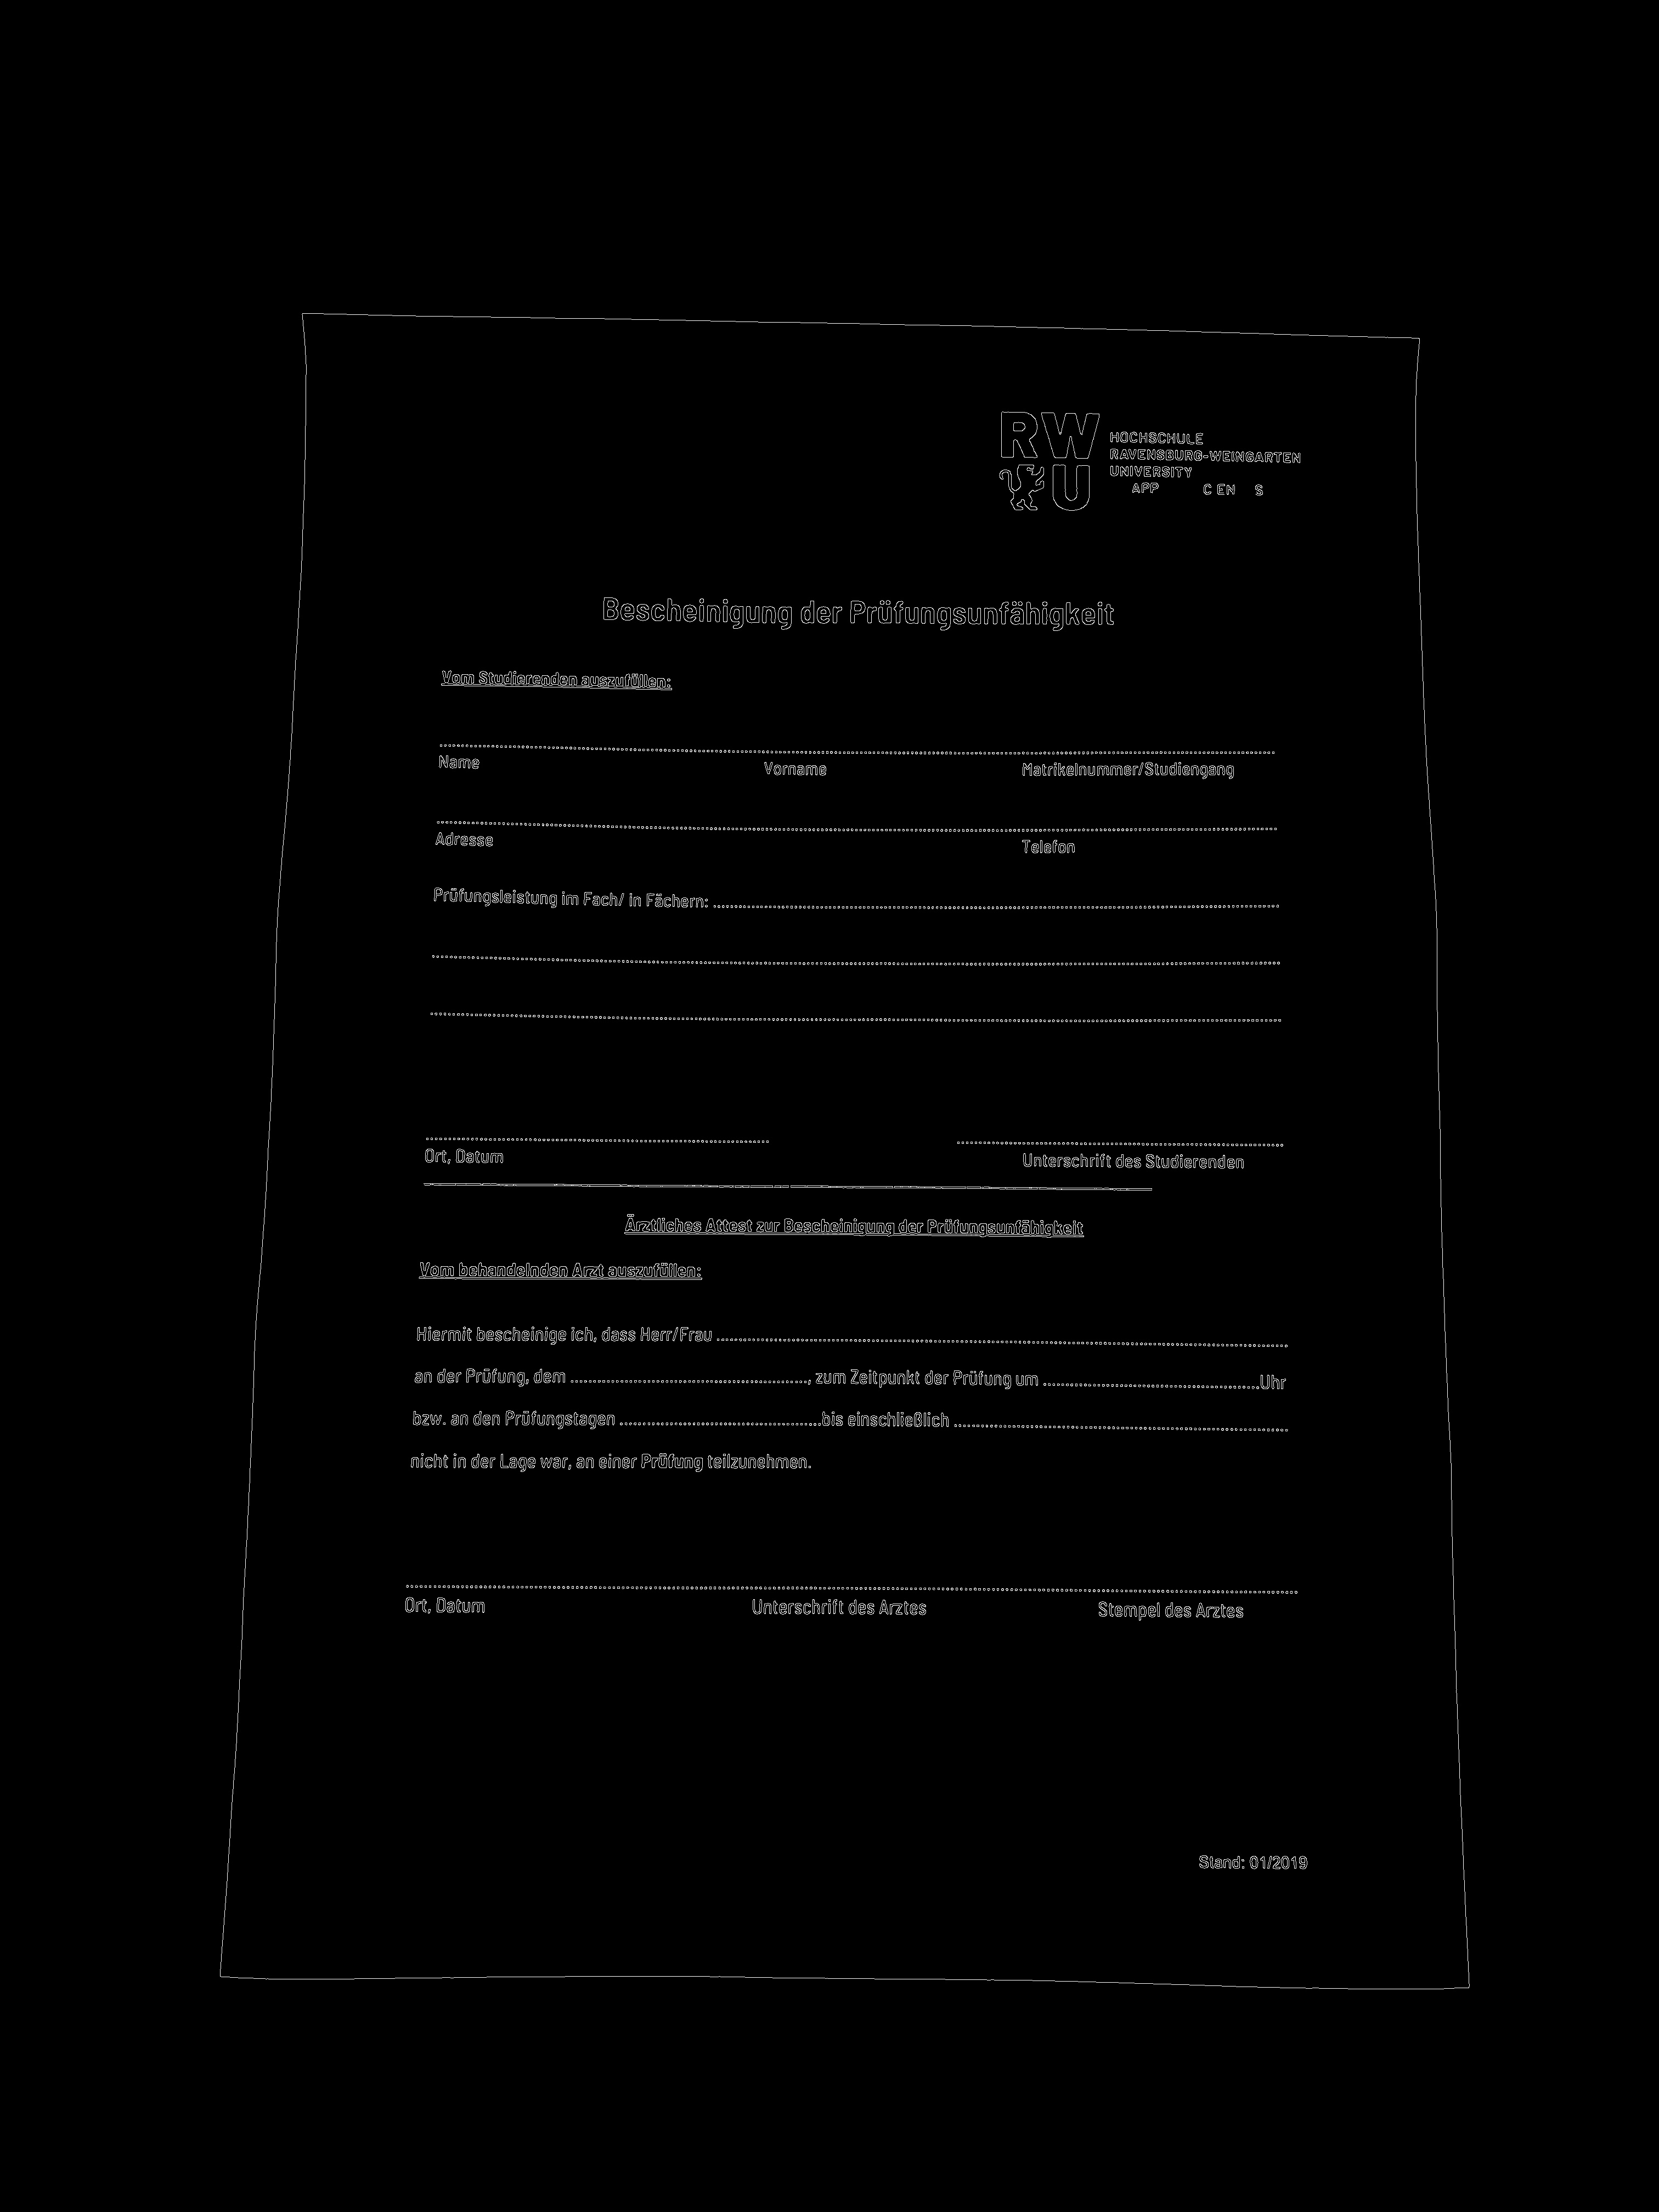 RW
U
HOCHSCHULE
RAVENSBURG-WEINGARTEN
UNIVERSITY
APP C EN S
Bescheinigung der Prüfungsunfähigkeit
Vom Studierenden auszufüllen:
Name Vorname Matrikelnummer/Studiengang
Adresse Telefon
Prüfungsleistung im Fach/ in Fächern:
Ort, Datum Unterschrift des Studierenden
Ärztliches Attest zur Bescheinigung der Prüfungsunfähigkeit
Vom behandelnden Arzt auszufüllen:
Hiermit bescheinige ich, dass Herr/Frau
an der Prüfung, dem , zum Zeitpunkt der Prüfung um Uhr
bzw. an den Prüfungstagen bis einschließlich
nicht in der Lage war, an einer Prüfung teilzunehmen.
Ort, Datum Unterschrift des Arztes Stempel des Arztes
Stand: 01/2019